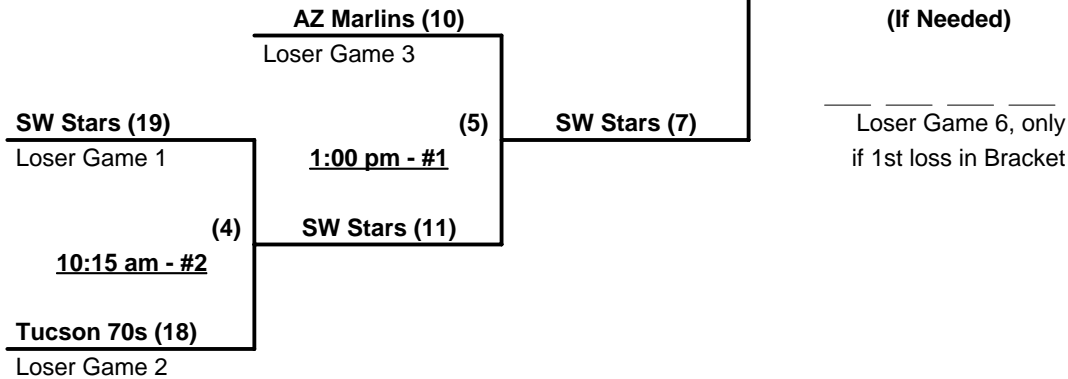 AZ Marlins (10)
(If Needed)
Loser Game 3
SW Stars (19)
(5)
SW Stars (7)
Loser Game 6, only
Loser Game 1
1:00 pm - #1
if 1st loss in Bracket
(4)
SW Stars (11)
10:15 am - #2
Tucson 70s (18)
Loser Game 2